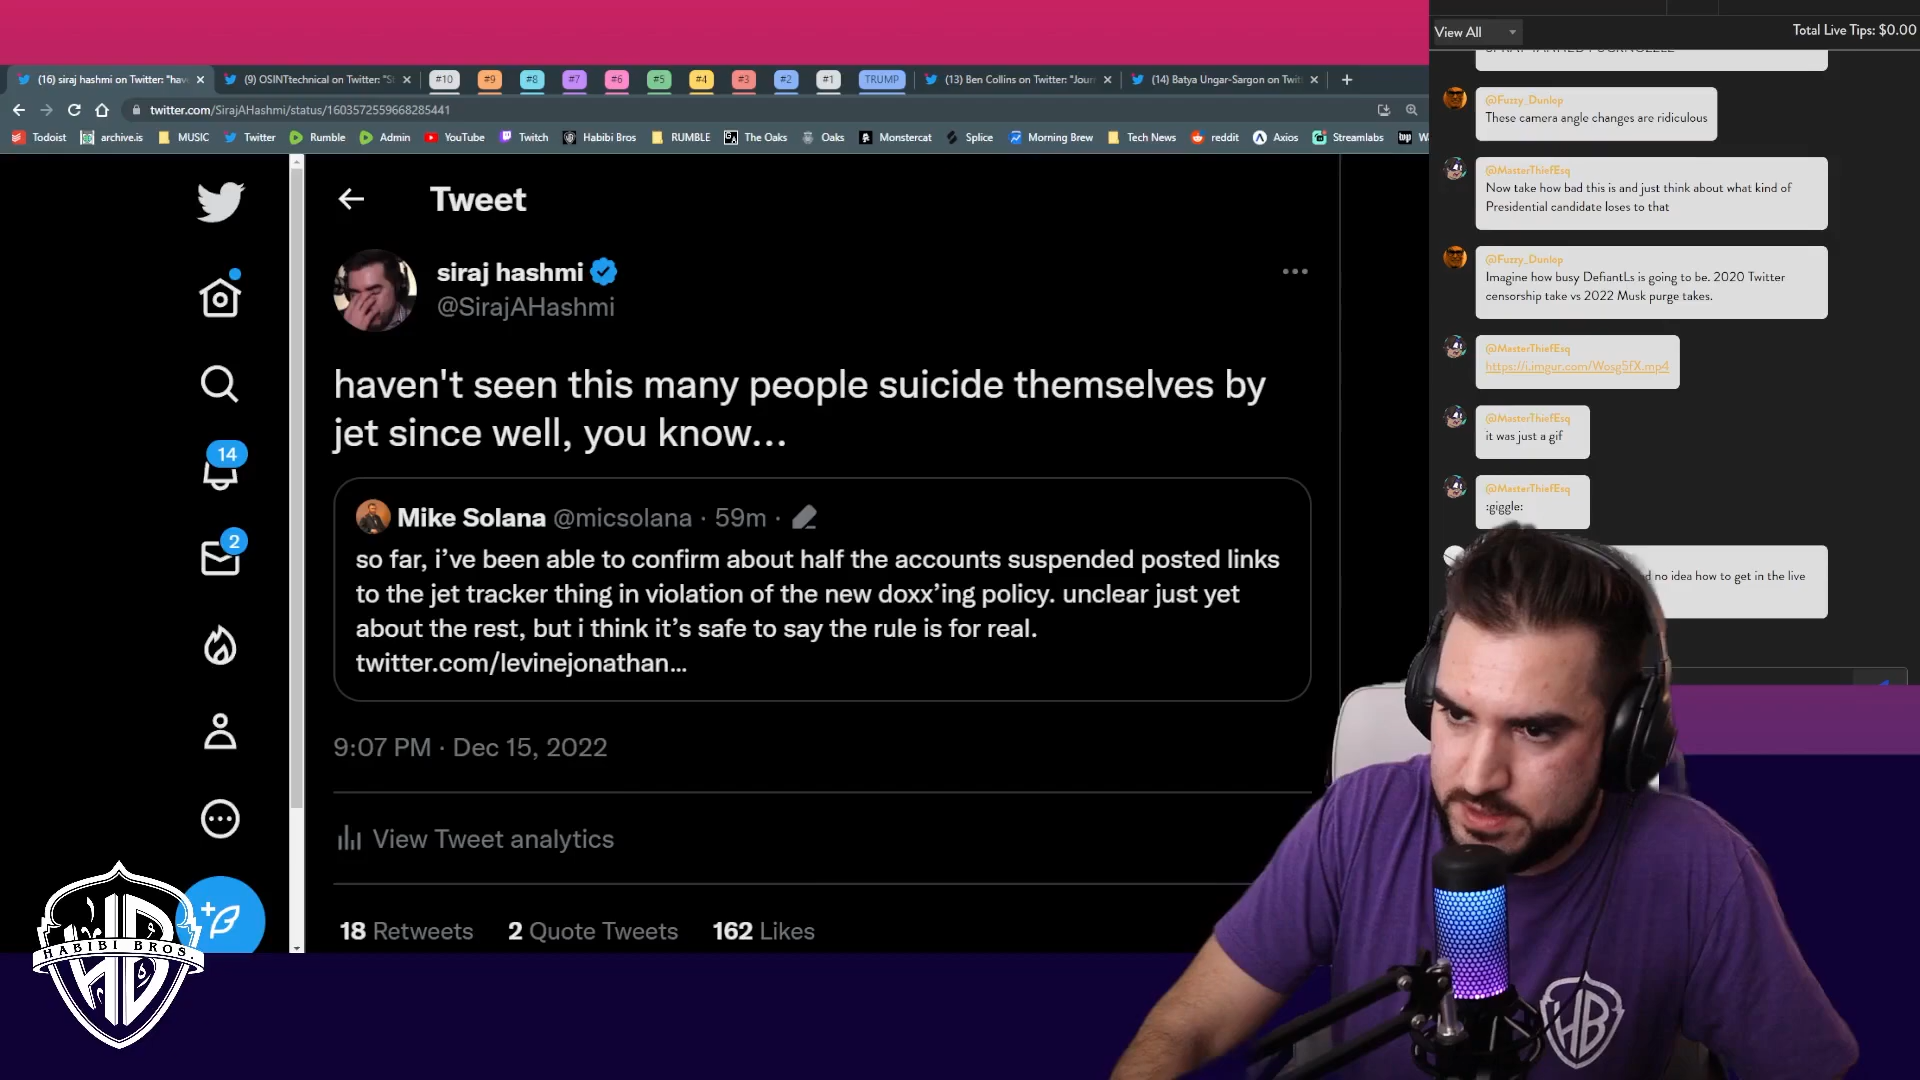 (16) siraj hashmi on Twitter: "hav
(9) OSINTtechnical on Twitter: "S
#10
#9
#8
#7
#6
#5
#4
#3
#2
#1
TRUMP
(13) Ben Collins on Twitter: "Jour
(14) Batya Ungar-Sargon on Twit
twitter.com/SirajAHashmi/status/1603572559668285441
Todoist
archive.is
MUSIC
Twitter
Rumble
Admin
YouTube
Twitch
Habibi Bros
RUMBLE
The Oaks
Oaks
Monstercat
Splice
Morning Brew
Tech News
reddit
Axios
Streamlabs
Tweet
siraj hashmi
@SirajAHashmi
haven't seen this many people suicide themselves by
jet since well, you know...
Mike Solana @micsolana · 59m ·
so far, i've been able to confirm about half the accounts suspended posted links
to the jet tracker thing in violation of the new doxx'ing policy. unclear just yet
about the rest, but i think it's safe to say the rule is for real.
twitter.com/levinejonathan...
9:07 PM · Dec 15, 2022
View Tweet analytics
18 Retweets 2 Quote Tweets 162 Likes
14
2
HABIBI BROS.
View All
Total Live Tips: $0.00
@Fuzzy_Dunlop
These camera angle changes are ridiculous
@MasterThiefEsq
Now take how bad this is and just think about what kind of
Presidential candidate loses to that
@Fuzzy_Dunlop
Imagine how busy DefiantLs is going to be. 2020 Twitter
censorship take vs 2022 Musk purge takes.
@MasterThiefEsq
https://i.imgur.com/Wosg5fX.mp4
@MasterThiefEsq
it was just a gif
@MasterThiefEsq
:giggle:
no idea how to get in the live
HB